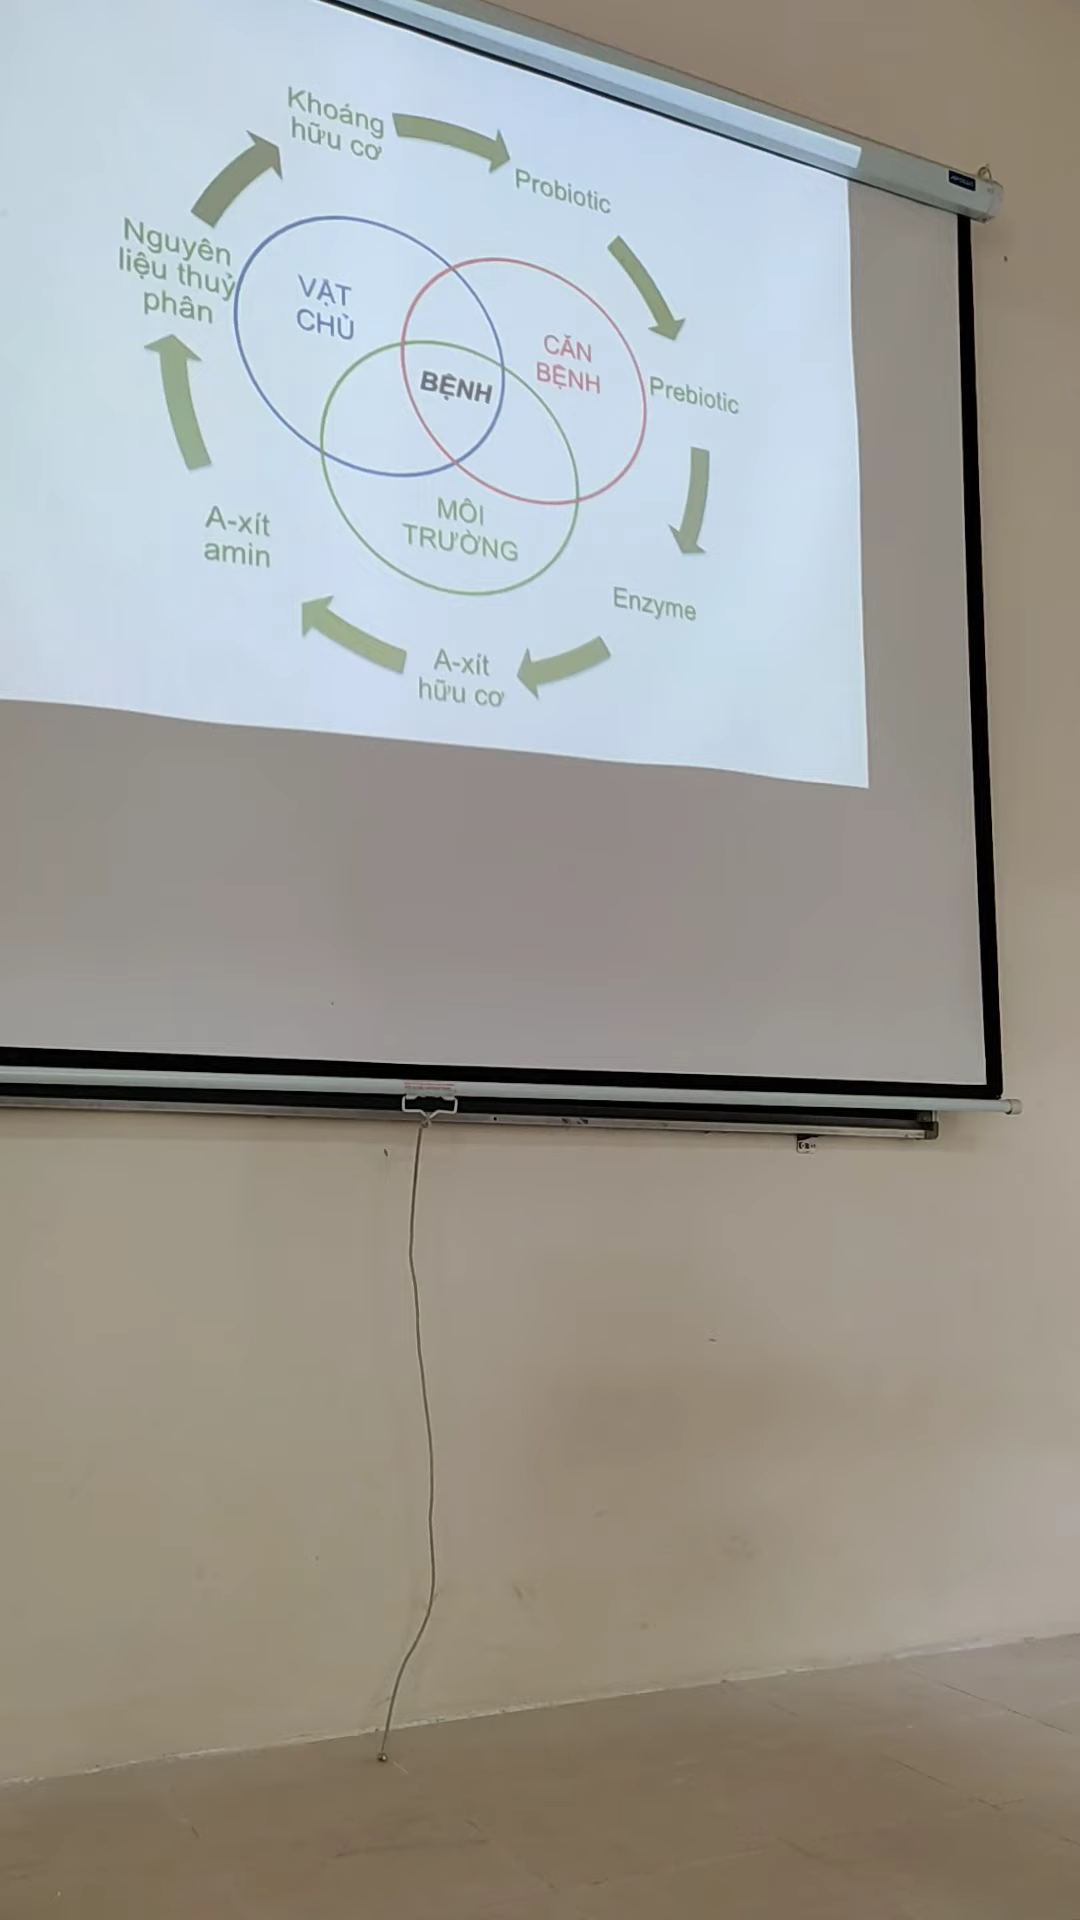 Khoáng
hữu cơ
Probiotic
Nguyên
liệu thuỷ
phân
VẬT
CHỦ
CĂN
BỆNH
BỆNH
Prebiotic
MÔI
TRƯỜNG
A-xít
amin
Enzyme
A-xít
hữu cơ